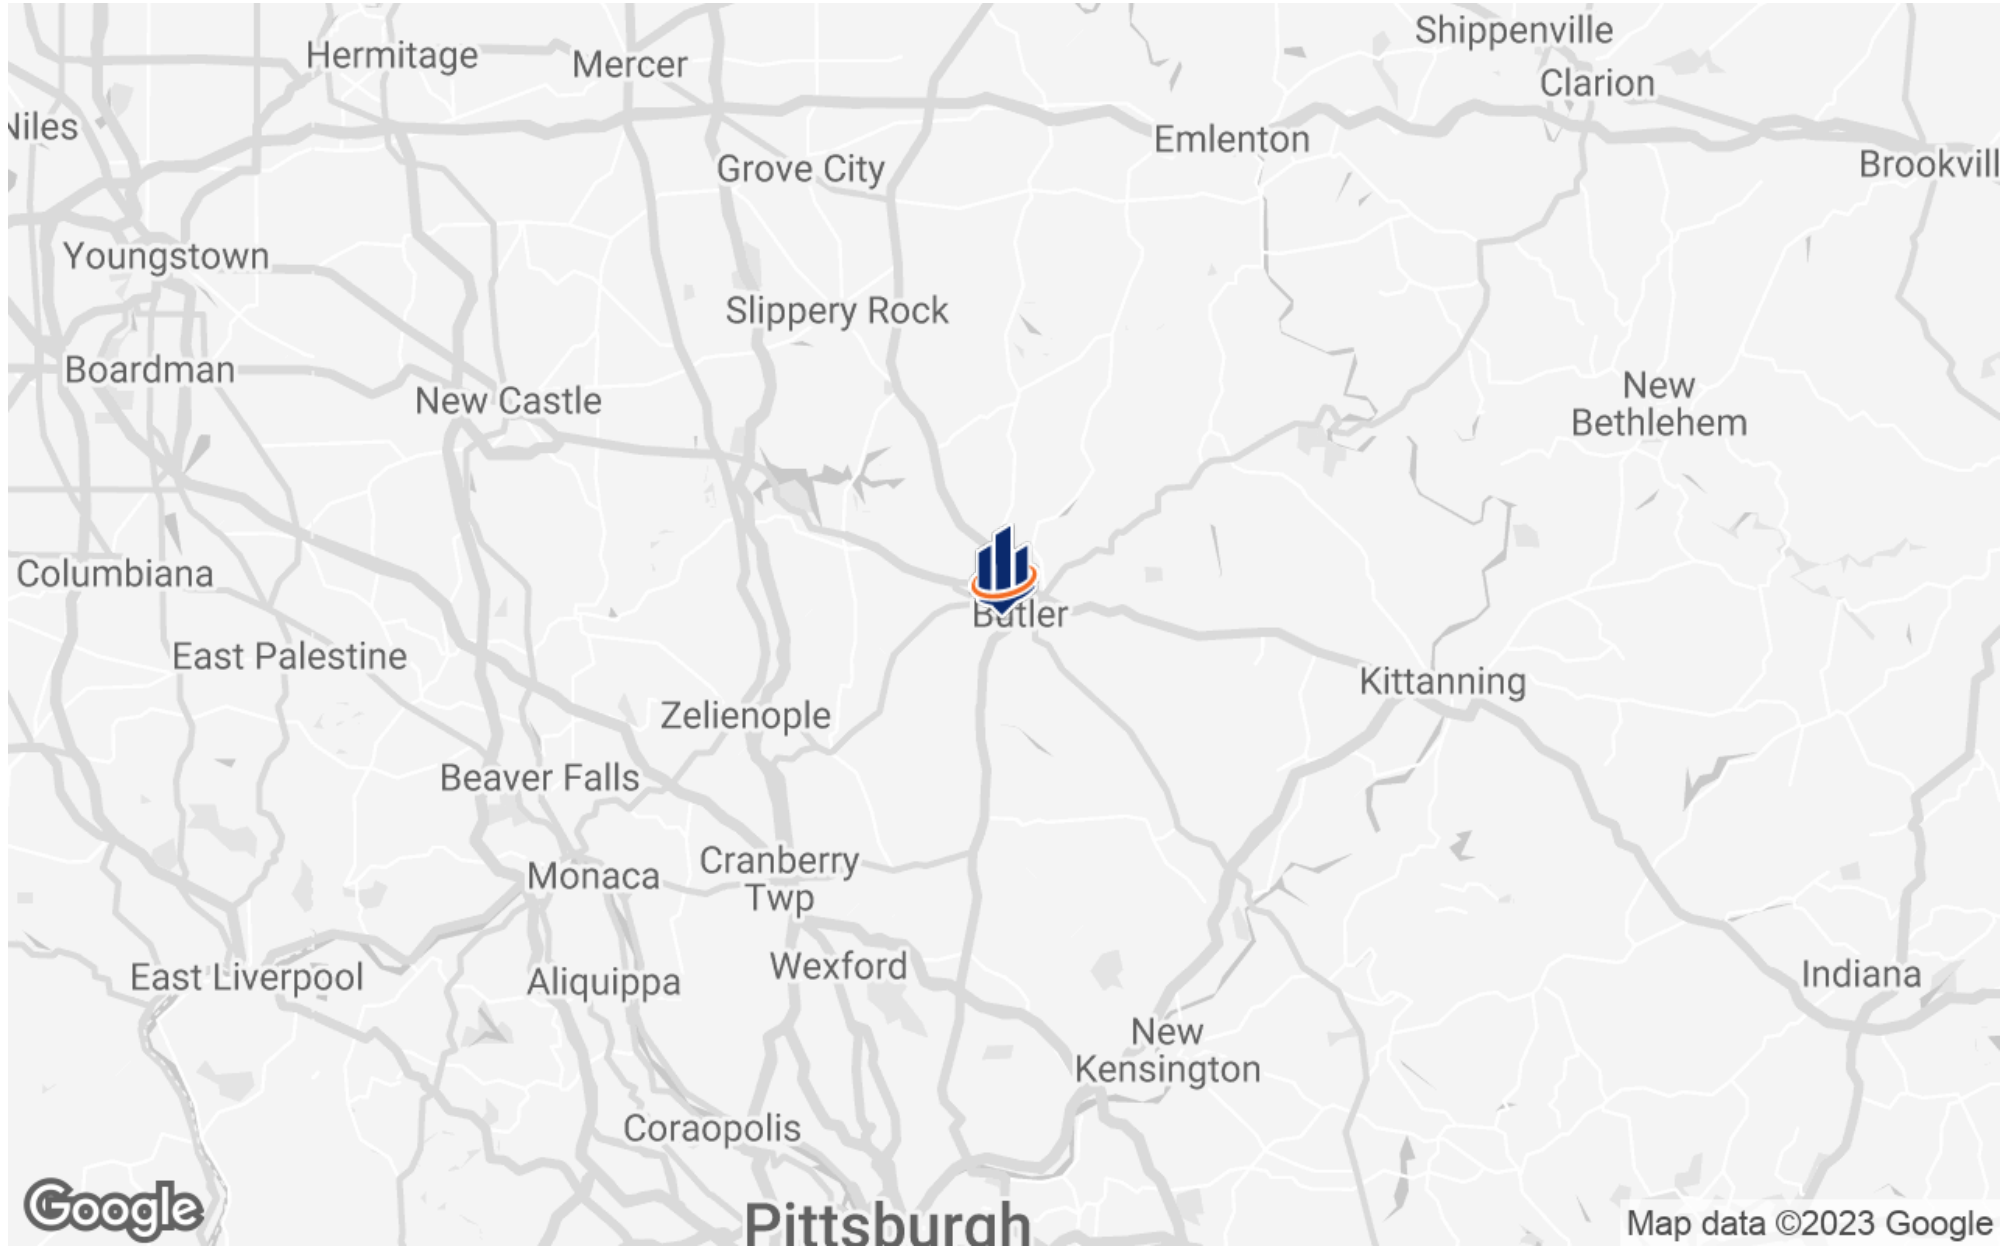 Shippenville
Hermitage
Mercer
Clarion
Niles
Emlenton
Brookvill
Grove City
Youngstown
Slippery Rock
Boardman
New
Bethlehem
New Castle
Columbiana
Butler
East Palestine
Kittanning
Zelienople
Beaver Falls
Cranberry
Twp
Monaca
Wexford
East Liverpool
Aliquippa
Indiana
New
Kensington
Coraopolis
Google
Pittsburgh
Map data ©2023 Google